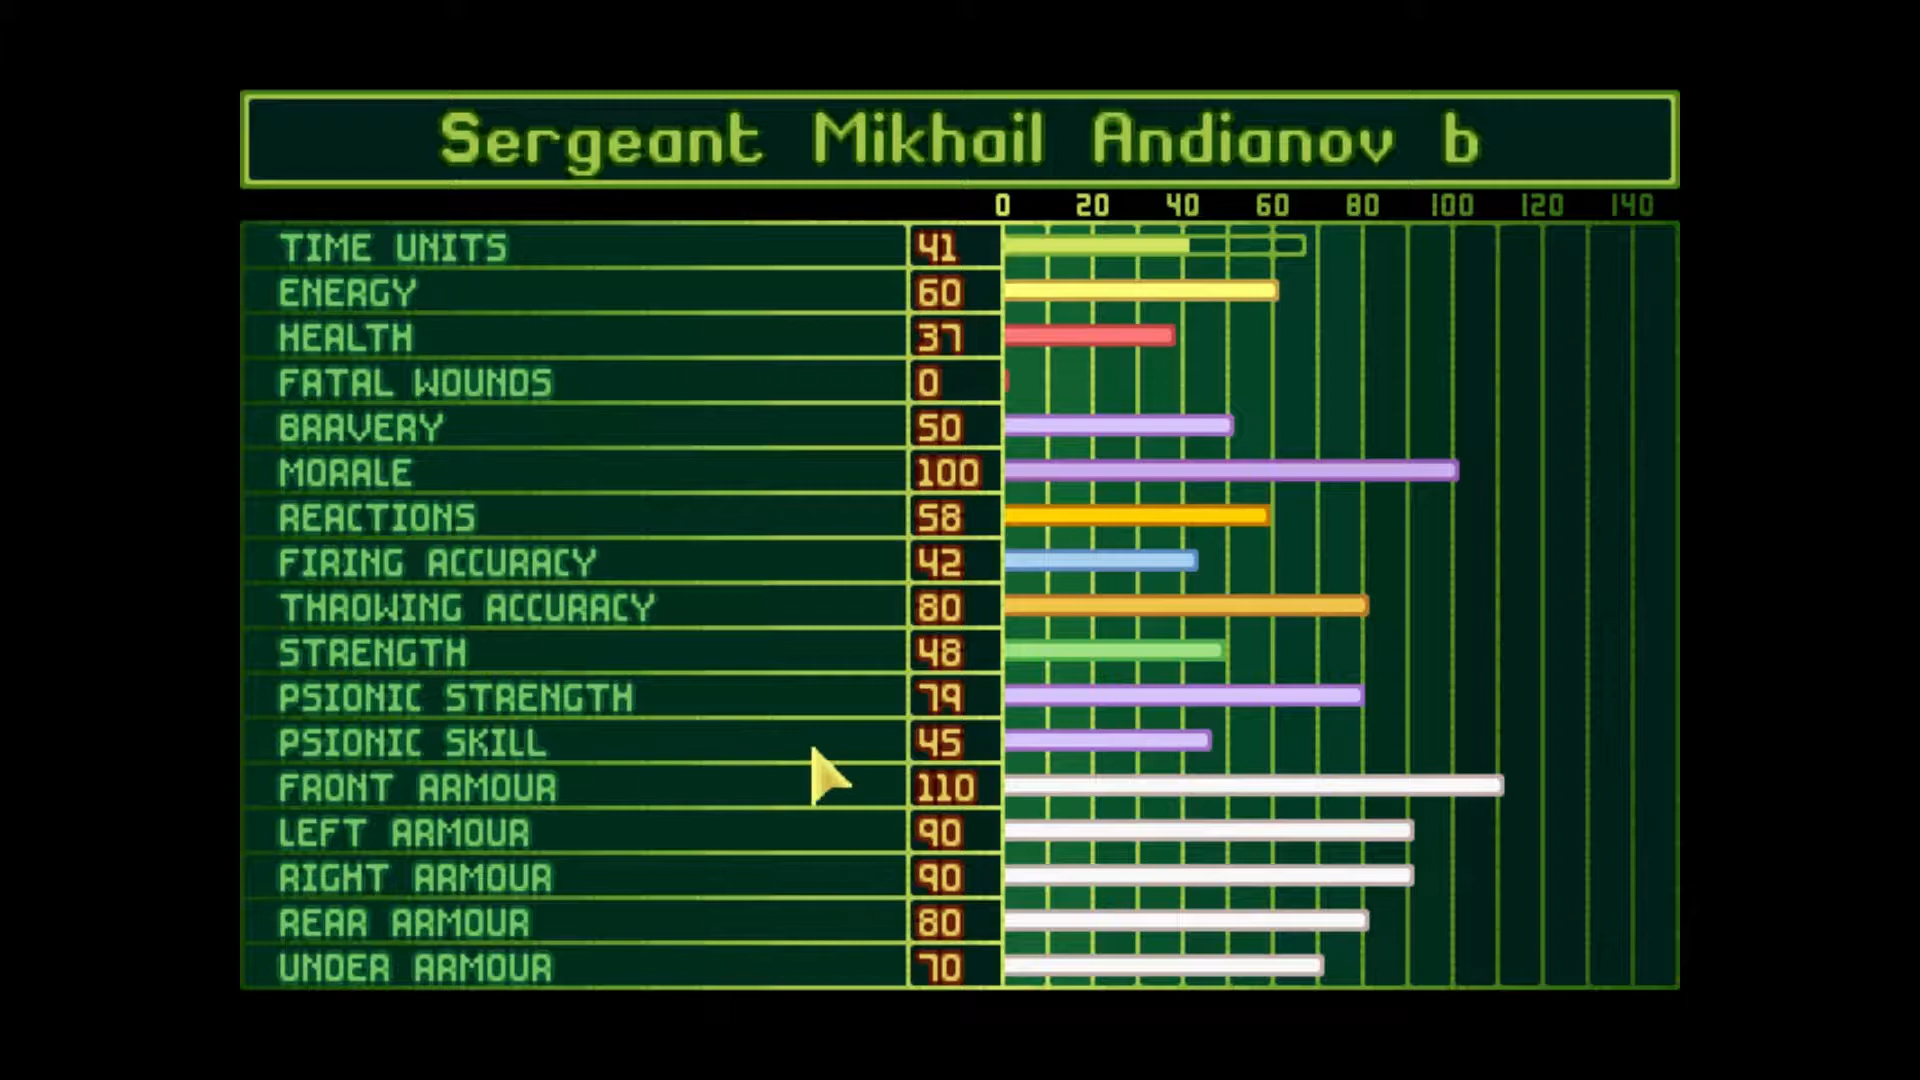 Sergeant Mikhail Andianov b
0 20 40 60 80 100 120 140
TIME UNITS 41
ENERGY 60
HEALTH 37
FATAL WOUNDS 0
BRAVERY 50
MORALE 100
REACTIONS 58
FIRING ACCURACY 42
THROWING ACCURACY 80
STRENGTH 48
PSIONIC STRENGTH 79
PSIONIC SKILL 45
FRONT ARMOUR 110
LEFT ARMOUR 90
RIGHT ARMOUR 90
REAR ARMOUR 80
UNDER ARMOUR 70